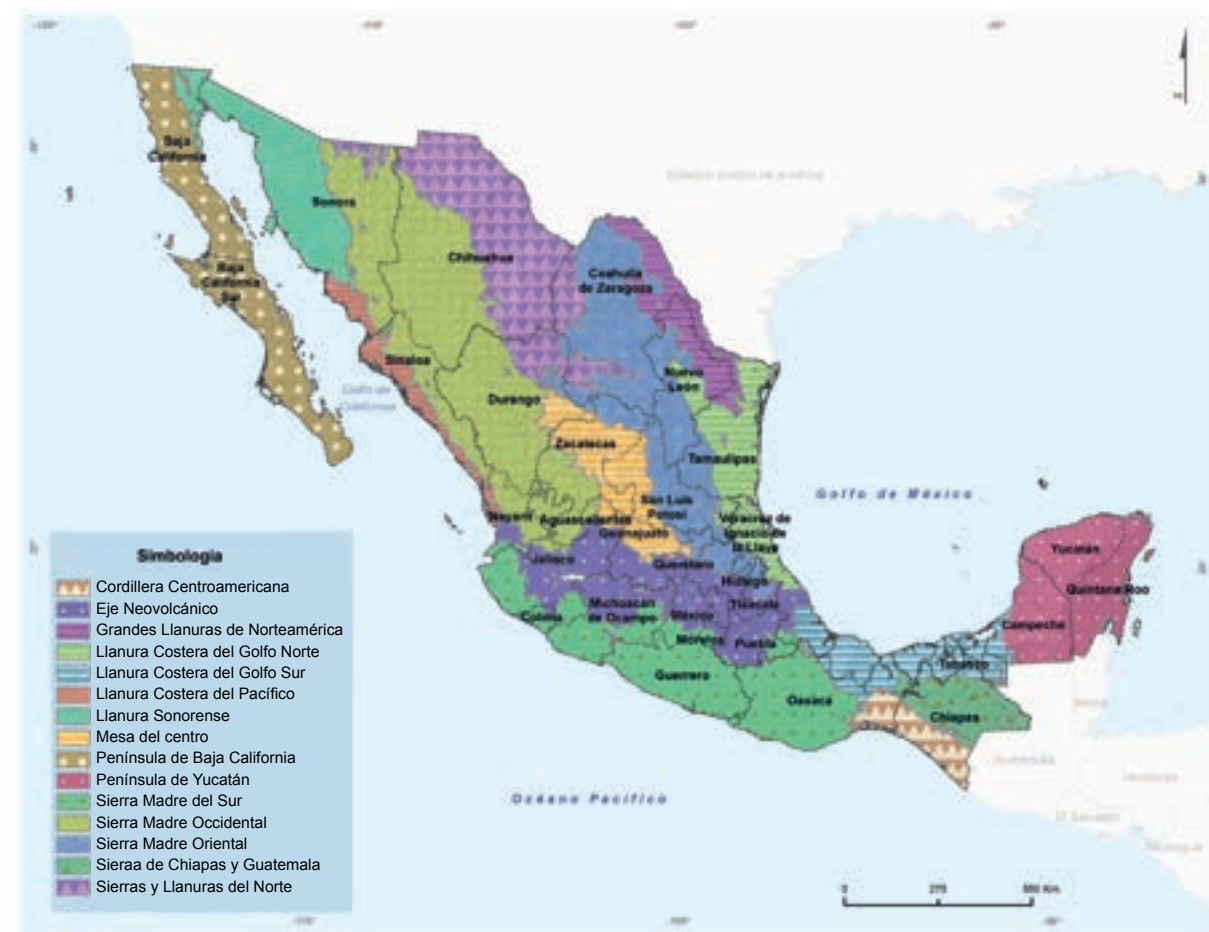 Baja
California
Sonora
Chihuahua
Coahuila
de Zaragoza
Baja
California
Sur
Sinaloa
Nuevo
León
Golfo de
California
Durango
Zacatecas
Tamaulipas
Golfo de México
San Luis
Potosí
Nayarit
Aguascalientes
Veracruz de
Ignacio de
la Llave
Guanajuato
Jalisco
Querétaro
Hidalgo
Yucatán
Quintana Roo
Michoacán
de Ocampo
México
Tlaxcala
Colima
Morelos
Puebla
Campeche
Tabasco
Guerrero
Oaxaca
Chiapas
Océano Pacífico
Simbología
Cordillera Centroamericana
Eje Neovolcánico
Grandes Llanuras de Norteamérica
Llanura Costera del Golfo Norte
Llanura Costera del Golfo Sur
Llanura Costera del Pacífico
Llanura Sonorense
Mesa del centro
Península de Baja California
Península de Yucatán
Sierra Madre del Sur
Sierra Madre Occidental
Sierra Madre Oriental
Sieraa de Chiapas y Guatemala
Sierras y Llanuras del Norte
El Salvador